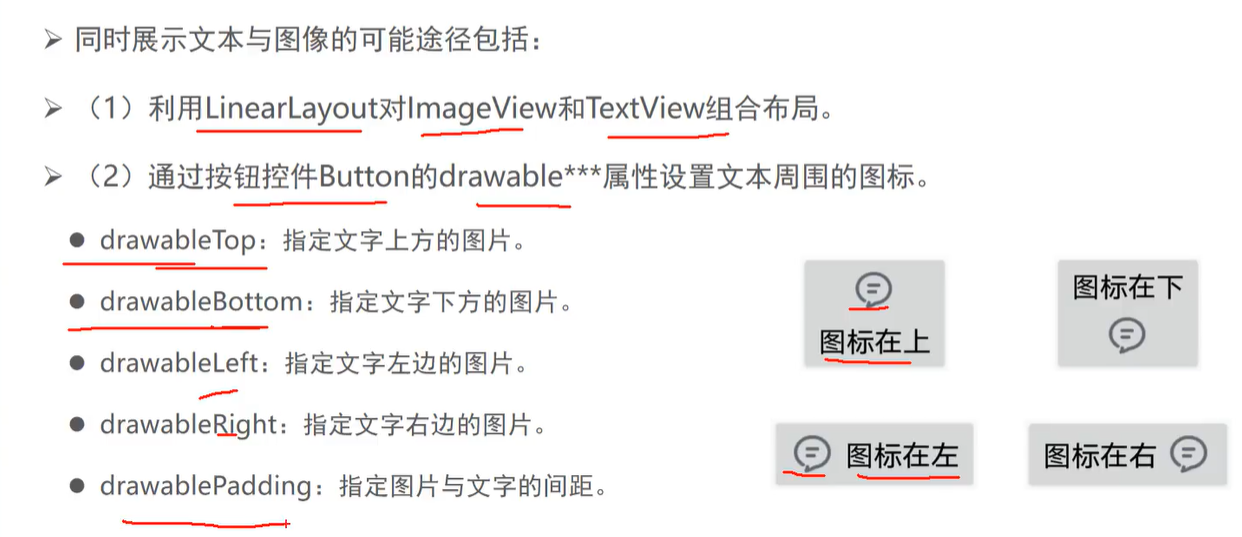 同时展示文本与图像的可能途径包括：
（1）利用LinearLayout对ImageView和TextView组合布局。
（2）通过按钮控件Button的drawable***属性设置文本周围的图标。
drawableTop：指定文字上方的图片。
drawableBottom：指定文字下方的图片。
drawableLeft：指定文字左边的图片。
drawableRight：指定文字右边的图片。
drawablePadding：指定图片与文字的间距。
图标在上
图标在下
图标在左
图标在右